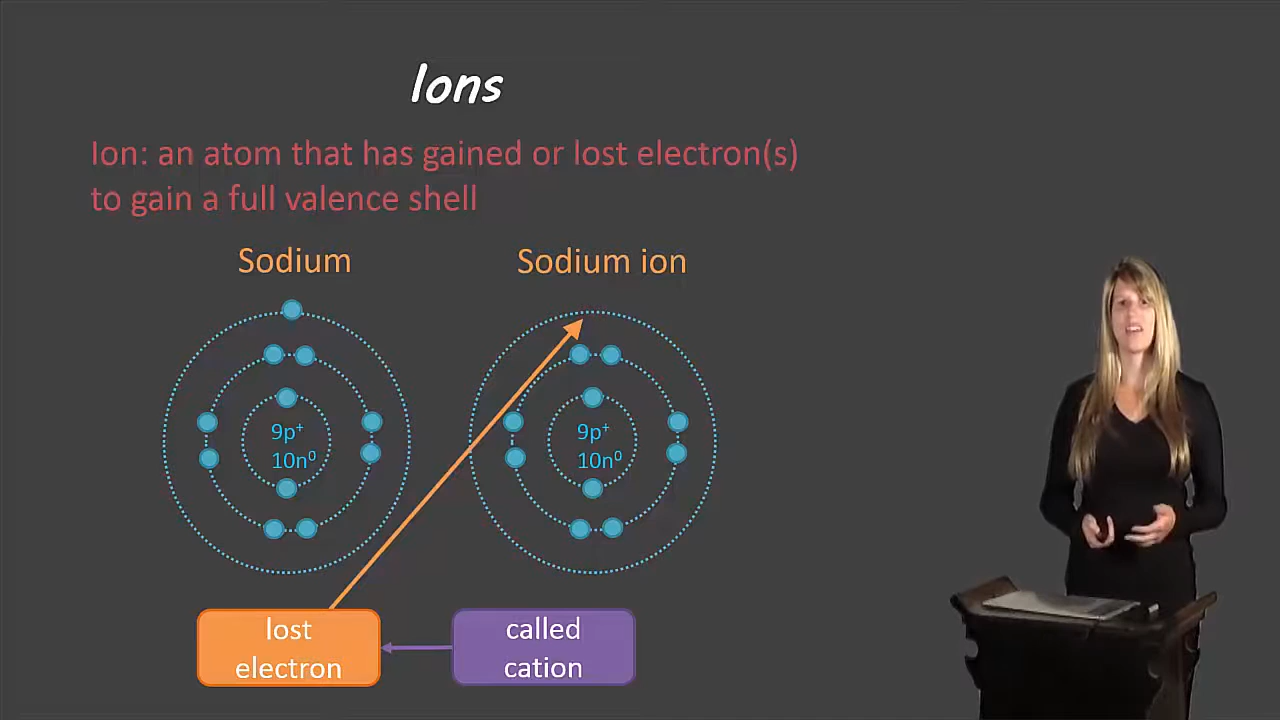 Ions
Ion: an atom that has gained or lost electron(s)
to gain a full valence shell
Sodium
Sodium ion
9p⁺
10n⁰
9p⁺
10n⁰
lost
electron
called
cation